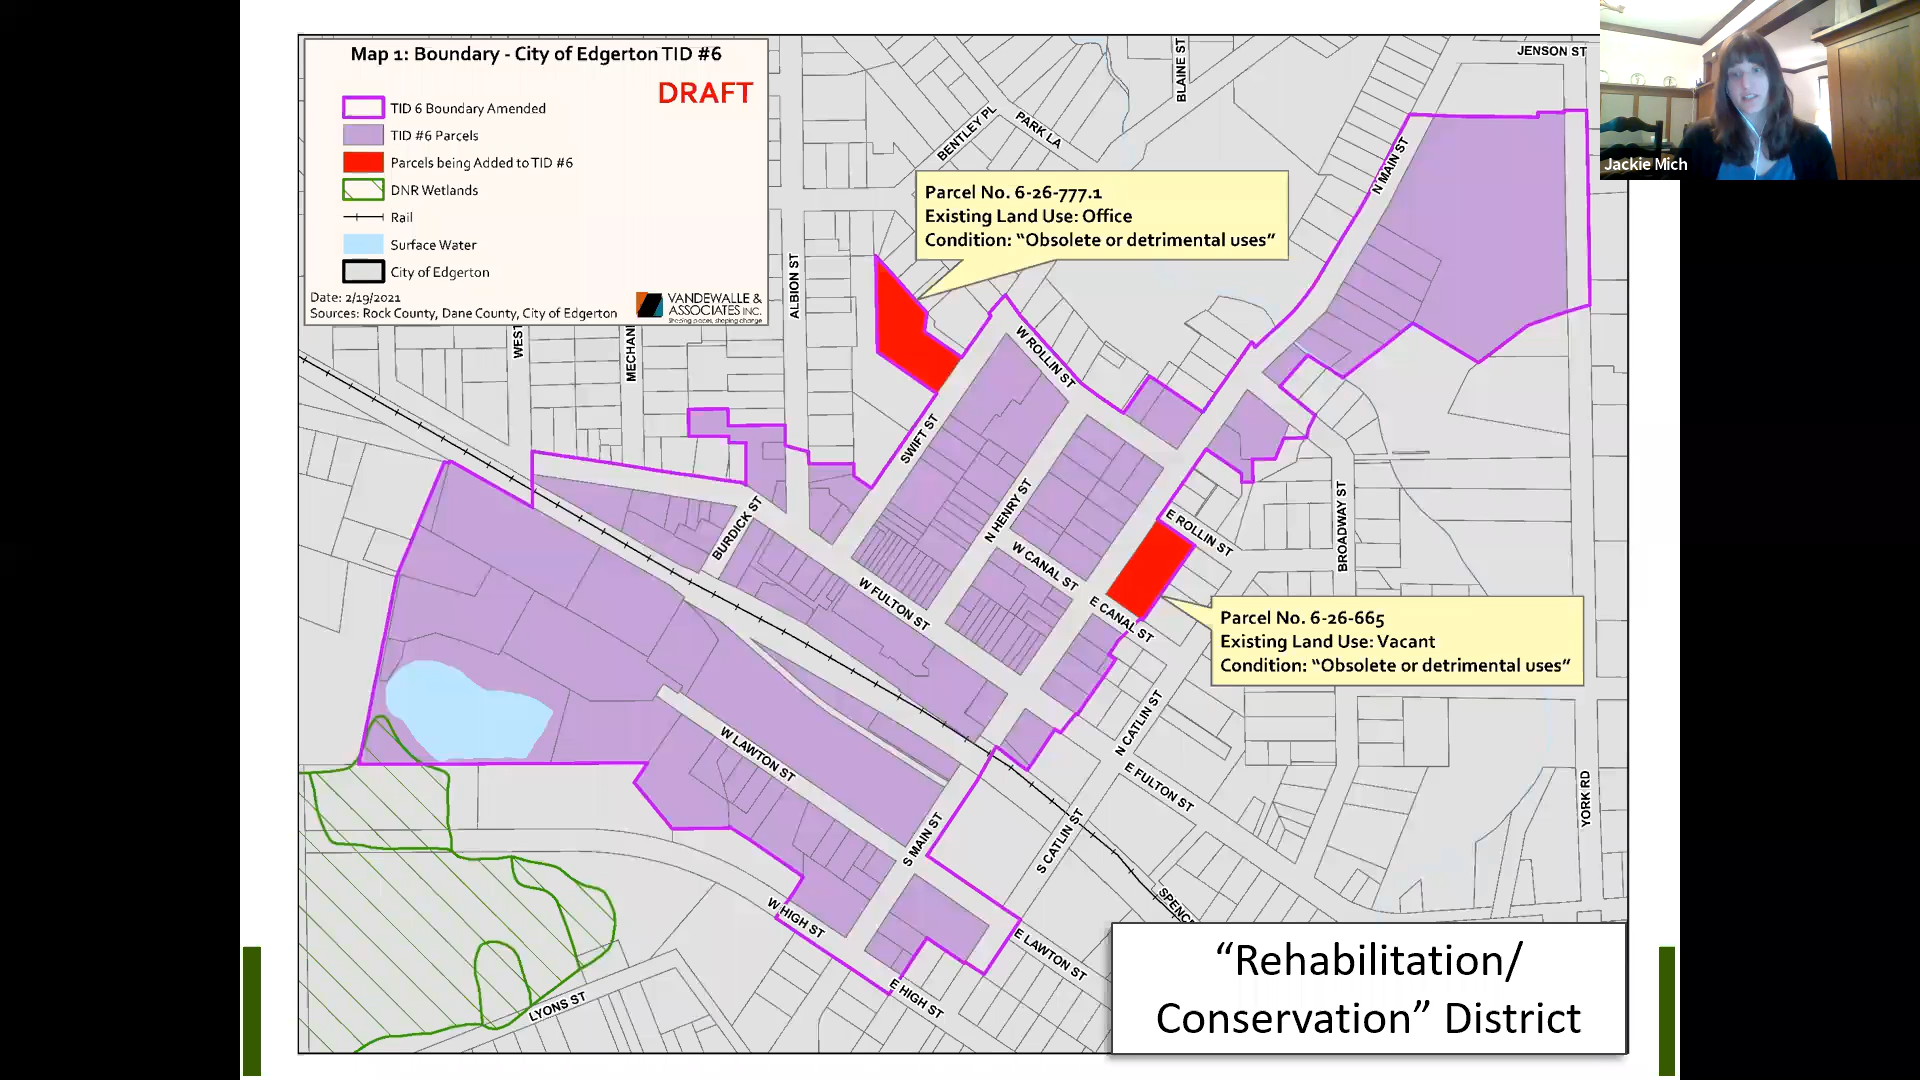 Map 1: Boundary - City of Edgerton TID #6
DRAFT
TID 6 Boundary Amended
TID #6 Parcels
Parcels being Added to TID #6
DNR Wetlands
Rail
Surface Water
City of Edgerton
Date: 2/19/2021
Sources: Rock County, Dane County, City of Edgerton
VANDEWALLE &
ASSOCIATES INC.
Shaping places, shaping change
JENSON ST
BLAINE ST
BENTLEY PL
PARK LA
N MAIN ST
Jackie Mich
Parcel No. 6-26-777.1
Existing Land Use: Office
Condition: “Obsolete or detrimental uses”
ALBION ST
WEST
MECHANI
W ROLLIN ST
SWIFT ST
BURDICK ST
N HENRY ST
E ROLLIN ST
BROADWAY ST
W CANAL ST
W FULTON ST
E CANAL ST
Parcel No. 6-26-665
Existing Land Use: Vacant
Condition: “Obsolete or detrimental uses”
N CATLIN ST
W LAWTON ST
E FULTON ST
YORK RD
S MAIN ST
S CATLIN ST
SPENC
W HIGH ST
E LAWTON ST
E HIGH ST
LYONS ST
“Rehabilitation/
Conservation” District